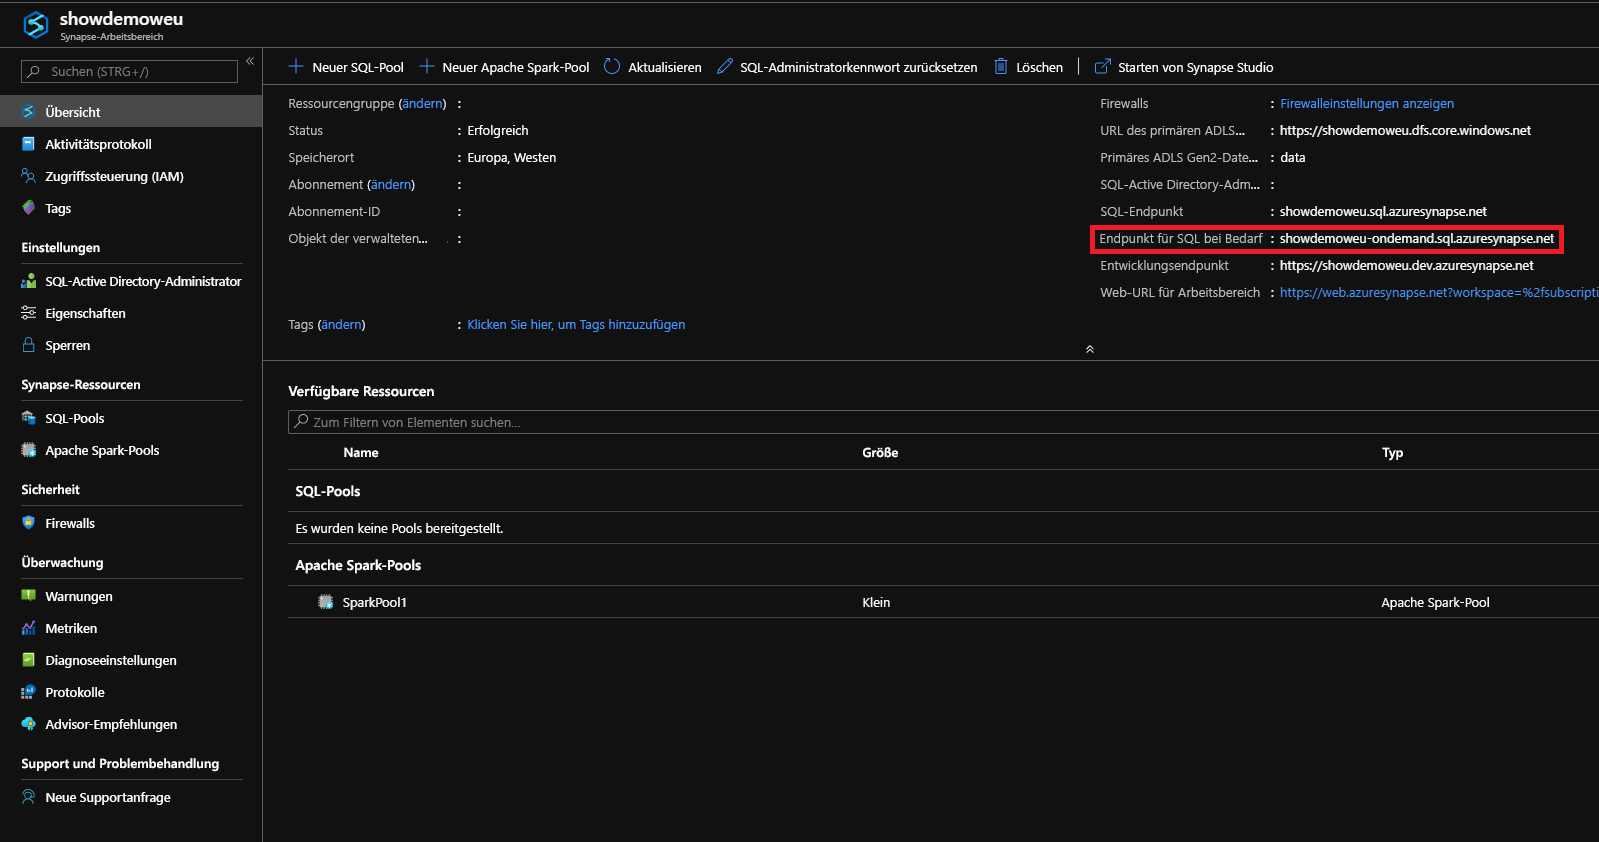 showdemoweu
Synapse-Arbeitsbereich
Suchen (STRG+/)
«
Übersicht
Aktivitätsprotokoll
Zugriffssteuerung (IAM)
Tags
Einstellungen
SQL-Active Directory-Administrator
Eigenschaften
Sperren
Synapse-Ressourcen
SQL-Pools
Apache Spark-Pools
Sicherheit
Firewalls
Überwachung
Warnungen
Metriken
Diagnoseeinstellungen
Protokolle
Advisor-Empfehlungen
Support und Problembehandlung
Neue Supportanfrage
Neuer SQL-Pool Neuer Apache Spark-Pool Aktualisieren SQL-Administratorkennwort zurücksetzen Löschen Starten von Synapse Studio
Ressourcengruppe (ändern) :
Status : Erfolgreich
Speicherort : Europa, Westen
Abonnement (ändern) :
Abonnement-ID :
Objekt der verwalteten... :
Tags (ändern) : Klicken Sie hier, um Tags hinzuzufügen
Firewalls : Firewalleinstellungen anzeigen
URL des primären ADLS... : https://showdemoweu.dfs.core.windows.net
Primäres ADLS Gen2-Date... : data
SQL-Active Directory-Adm... :
SQL-Endpunkt : showdemoweu.sql.azuresynapse.net
Endpunkt für SQL bei Bedarf : showdemoweu-ondemand.sql.azuresynapse.net
Entwicklungsendpunkt : https://showdemoweu.dev.azuresynapse.net
Web-URL für Arbeitsbereich : https://web.azuresynapse.net?workspace=%2fsubscripti
Verfügbare Ressourcen
Zum Filtern von Elementen suchen...
Name Größe Typ
SQL-Pools
Es wurden keine Pools bereitgestellt.
Apache Spark-Pools
SparkPool1 Klein Apache Spark-Pool